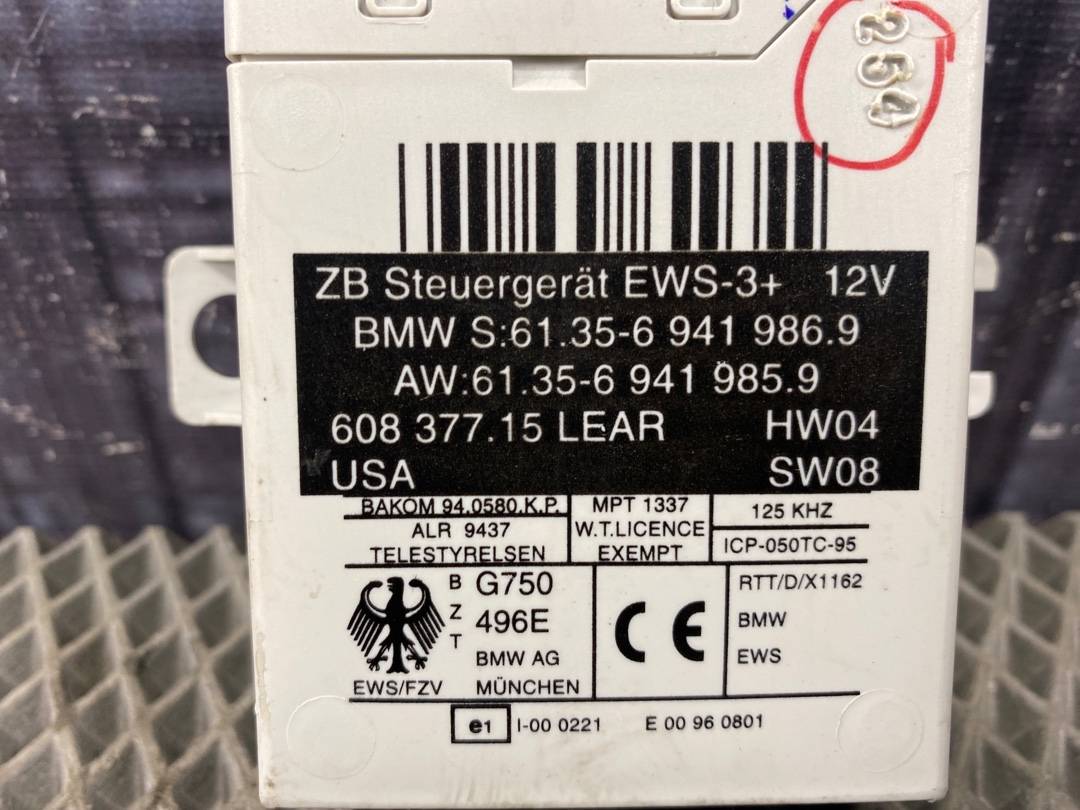 254
ZB Steuergerät EWS-3+ 12V
BMW S:61.35-6 941 986.9
AW:61.35-6 941 985.9
608 377.15 LEAR HW04
USA SW08
BAKOM 94.0580.K.P.
ALR 9437
TELESTYRELSEN
MPT 1337
W.T.LICENCE
EXEMPT
125 KHZ
ICP-050TC-95
BZT
G750
496E
BMW AG
MÜNCHEN
EWS/FZV
CE
RTT/D/X1162
BMW
EWS
e1 I-00 0221 E 00 96 0801